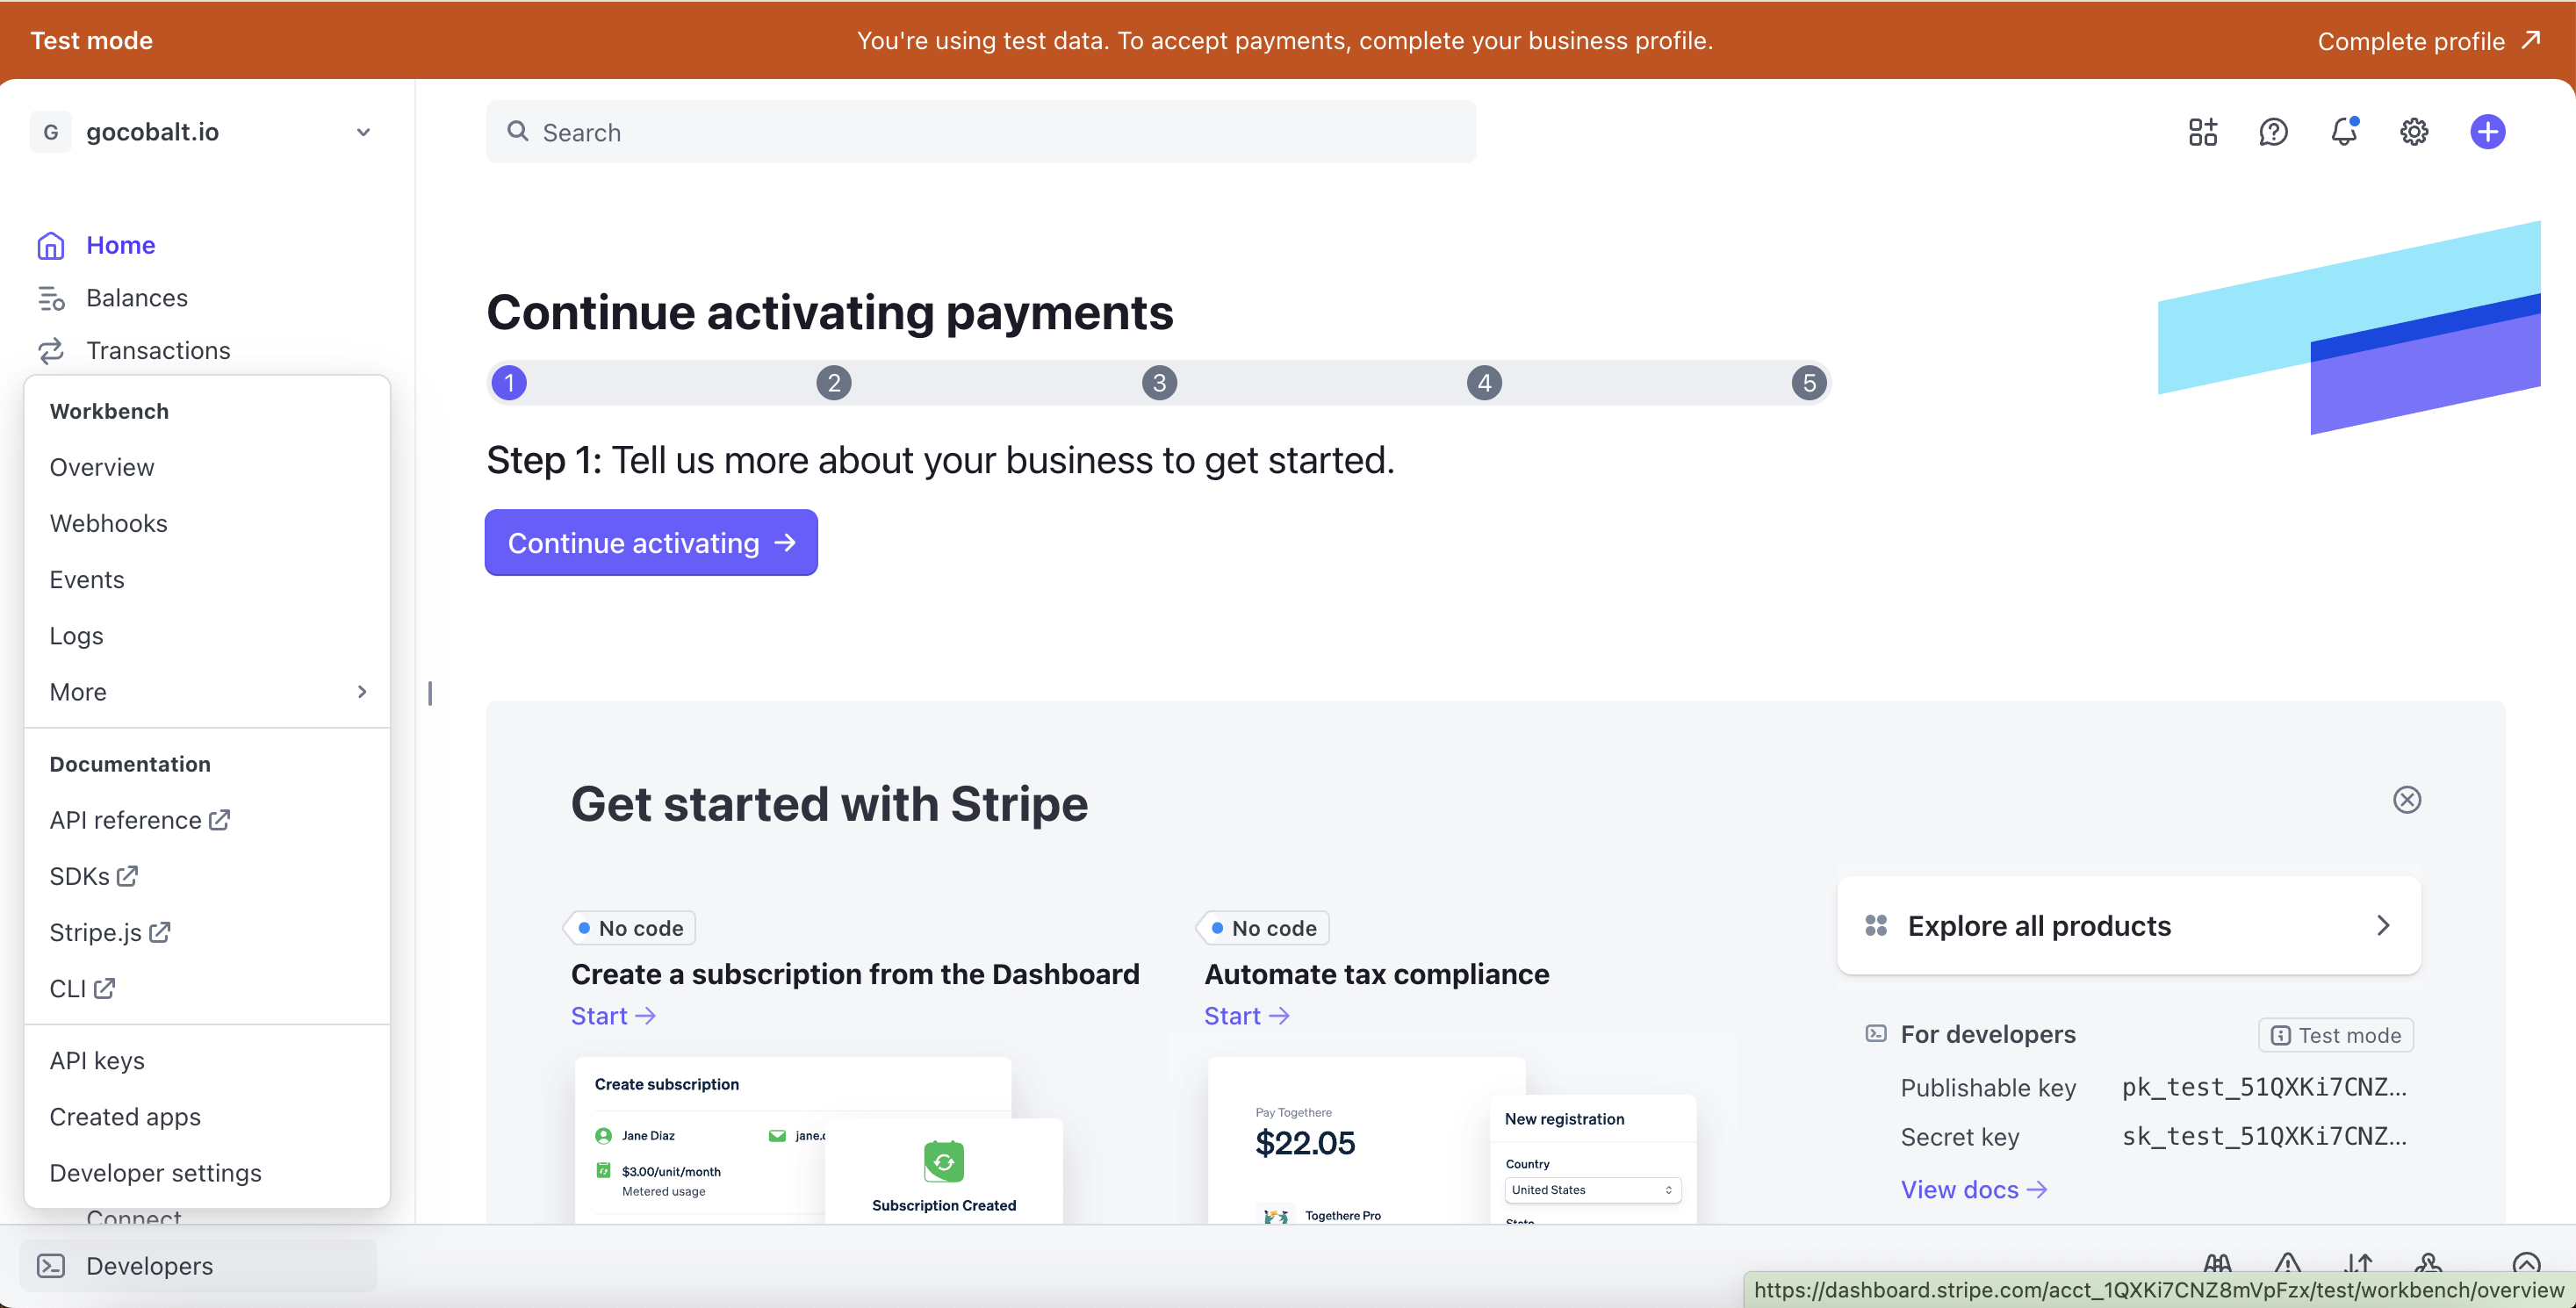 Test mode
You're using test data. To accept payments, complete your business profile.
Complete profile
G
gocobalt.io
Search
Home
Balances
Transactions
Workbench
Overview
Webhooks
Events
Logs
More
Documentation
API reference
SDKs
Stripe.js
CLI
API keys
Created apps
Developer settings
Connect
Developers
Continue activating payments
1 2 3 4 5
Step 1: Tell us more about your business to get started.
Continue activating
Get started with Stripe
No code
Create a subscription from the Dashboard
Start
Create subscription
Jane Diaz
jane.
$3.00/unit/month
Metered usage
Subscription Created
No code
Automate tax compliance
Start
Pay Togethere
$22.05
Togethere Pro
New registration
Country
United States
State
Explore all products
For developers
Test mode
Publishable key pk_test_51QXKi7CNZ...
Secret key sk_test_51QXKi7CNZ...
View docs
https://dashboard.stripe.com/acct_1QXKi7CNZ8mVpFzx/test/workbench/overview